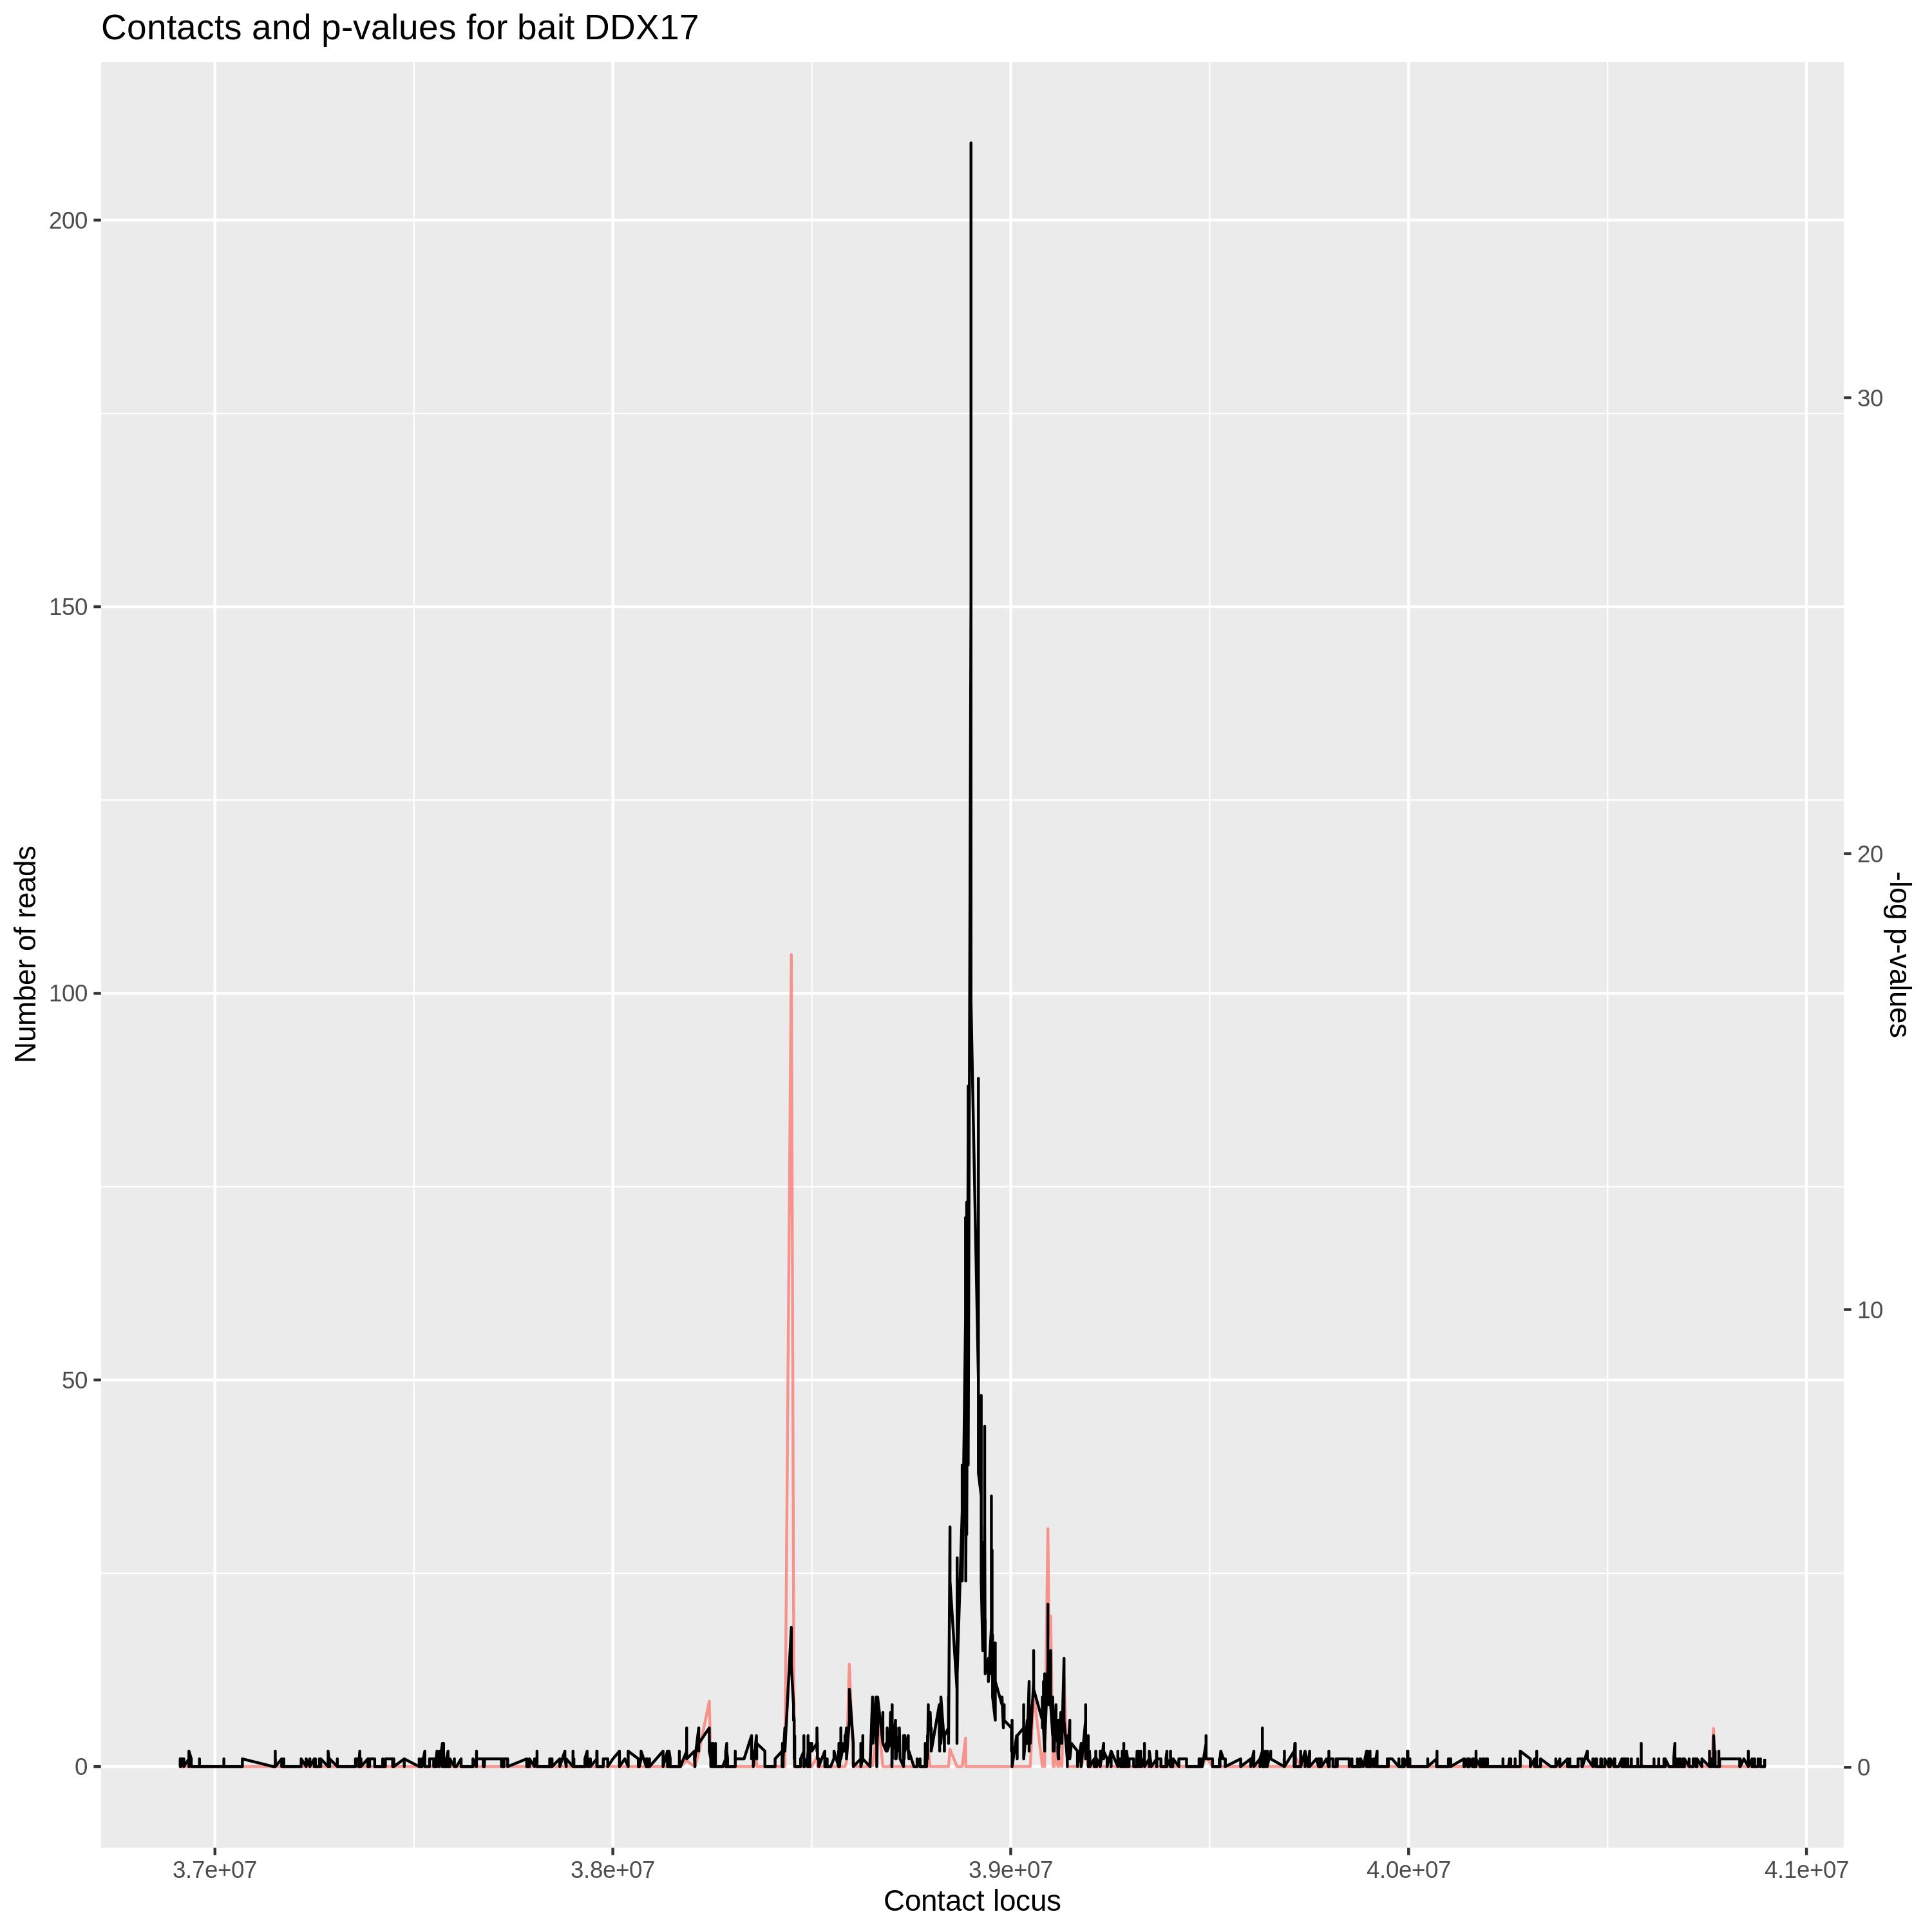 Contacts and p-values for bait DDX17
200
150
100
50
0
Number of reads
30
20
10
0
-log p-values
3.7e+07
3.8e+07
3.9e+07
4.0e+07
4.1e+07
Contact locus